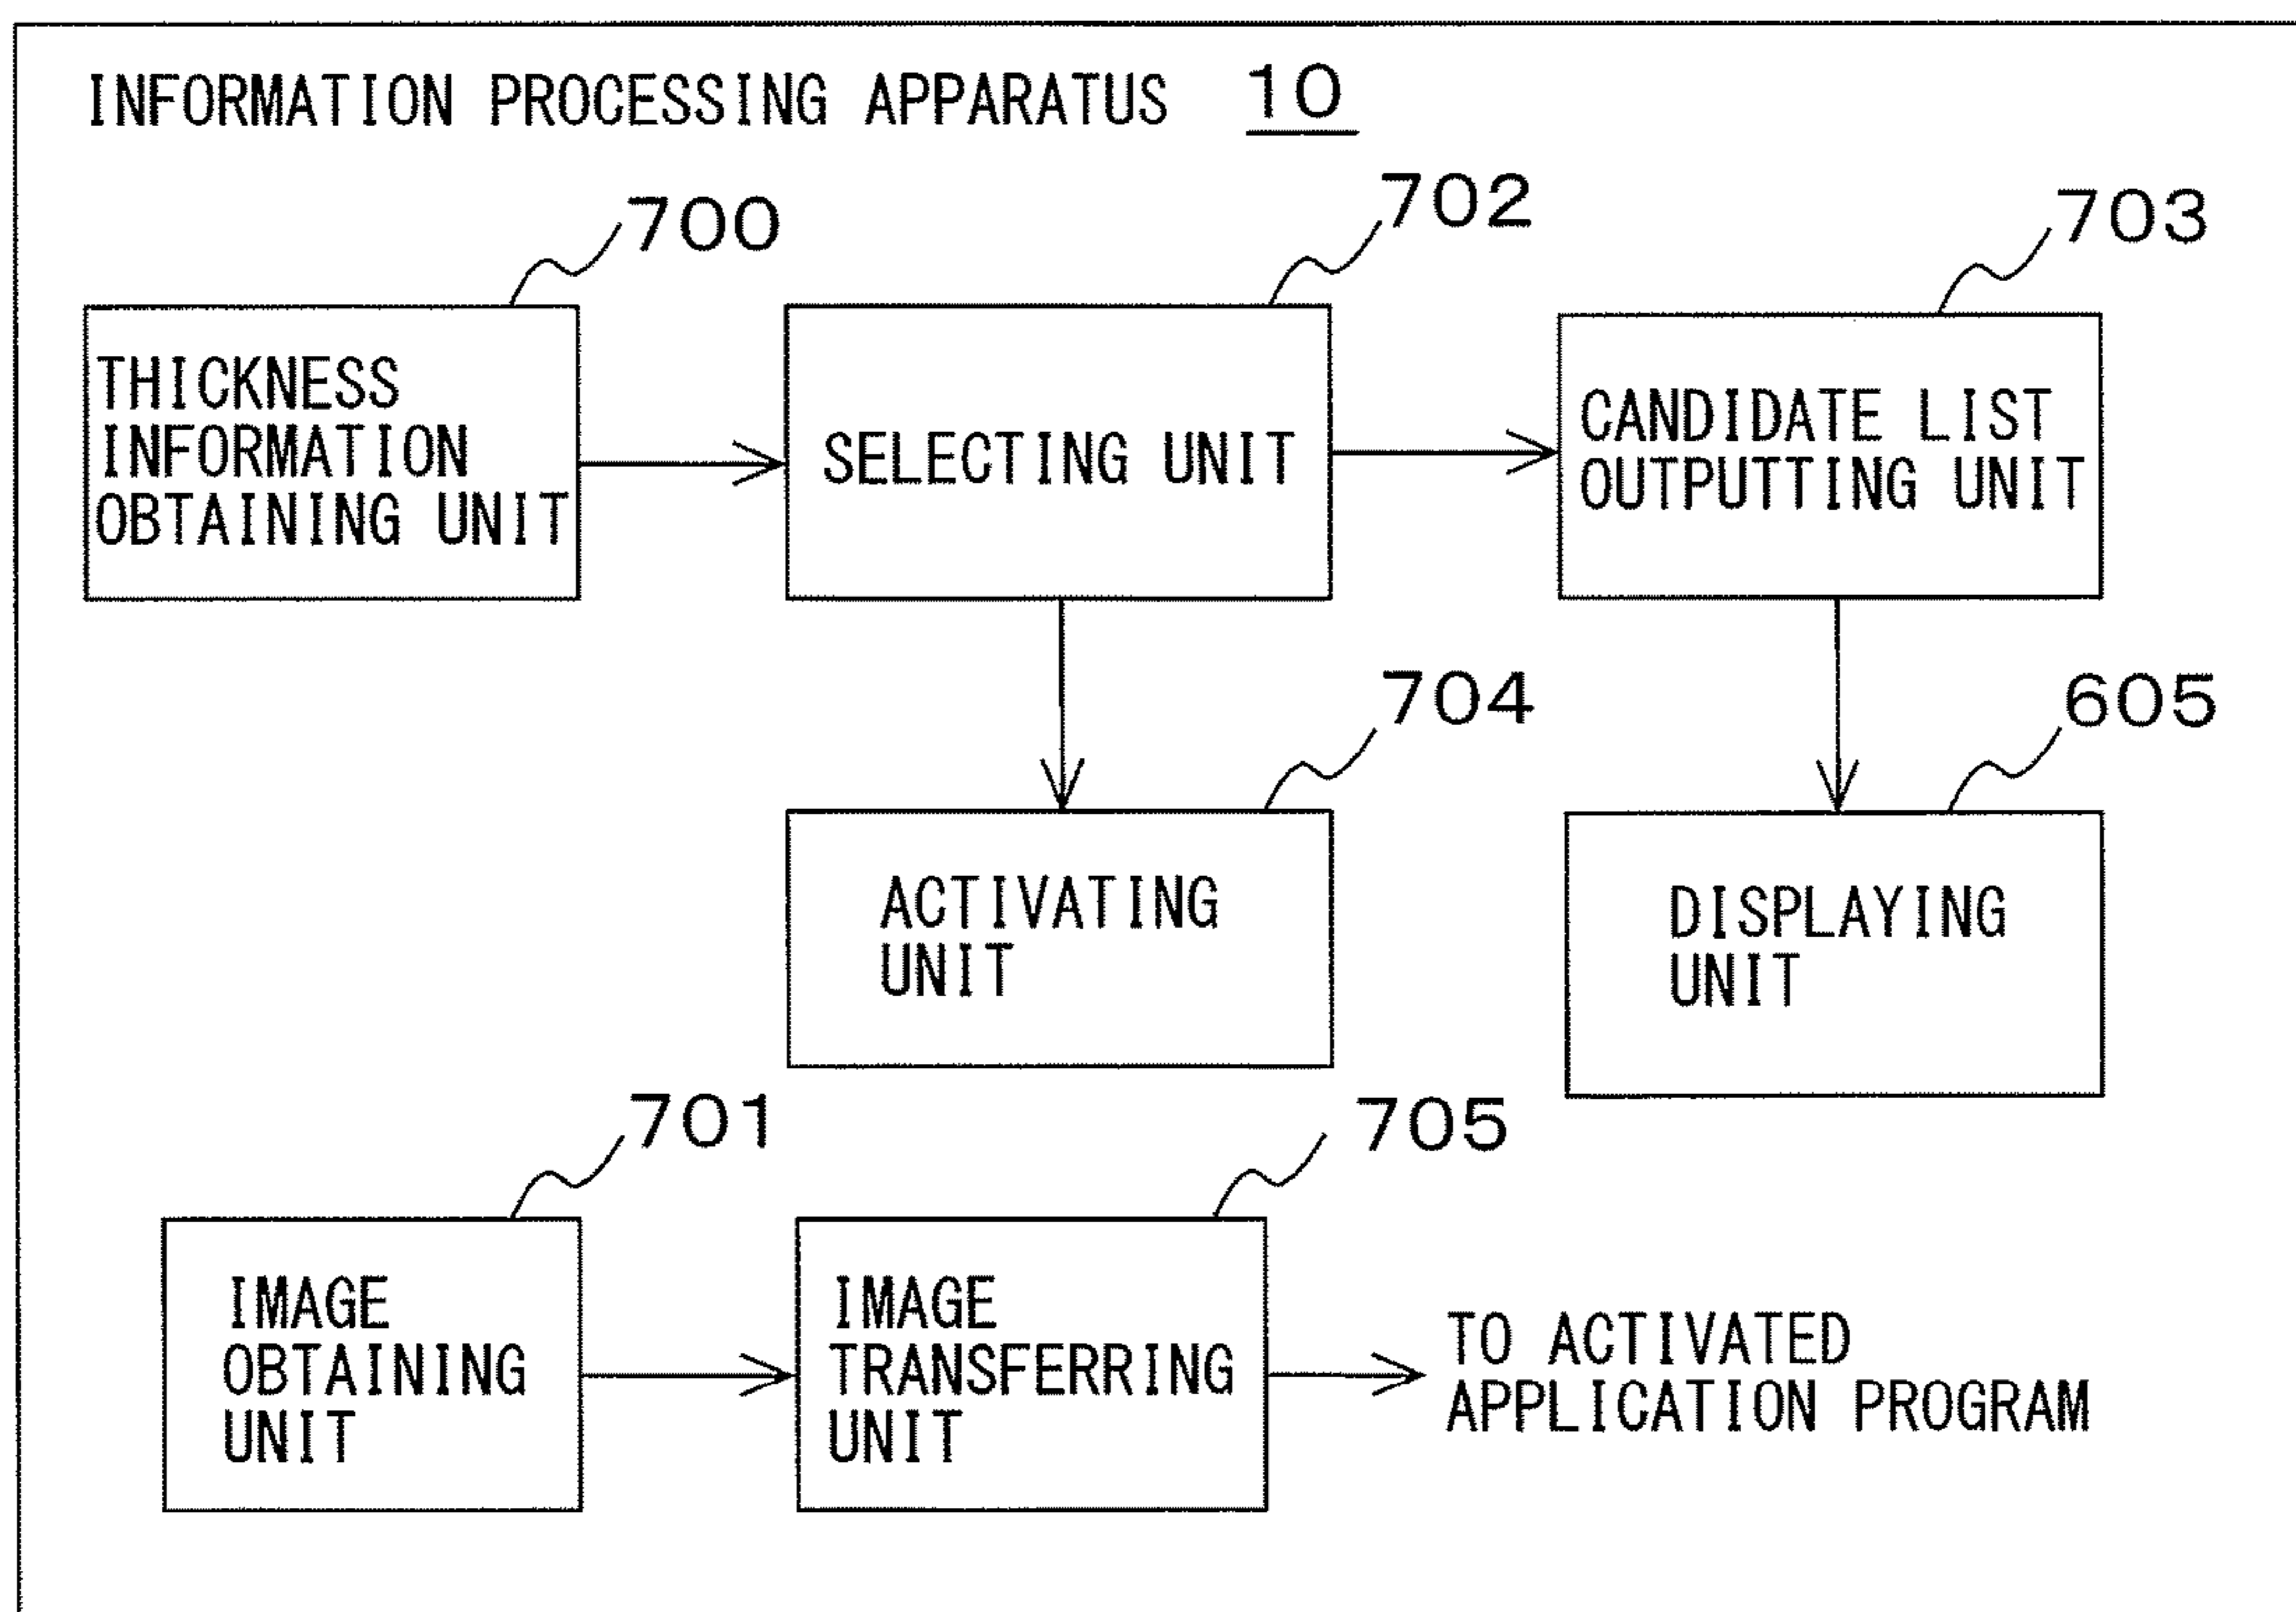 INFORMATION PROCESSING APPARATUS 10
700
702
703
THICKNESS
INFORMATION
OBTAINING UNIT
SELECTING UNIT
CANDIDATE LIST
OUTPUTTING UNIT
704
605
ACTIVATING
UNIT
DISPLAYING
UNIT
701
705
IMAGE
OBTAINING
UNIT
IMAGE
TRANSFERRING
UNIT
TO ACTIVATED
APPLICATION PROGRAM